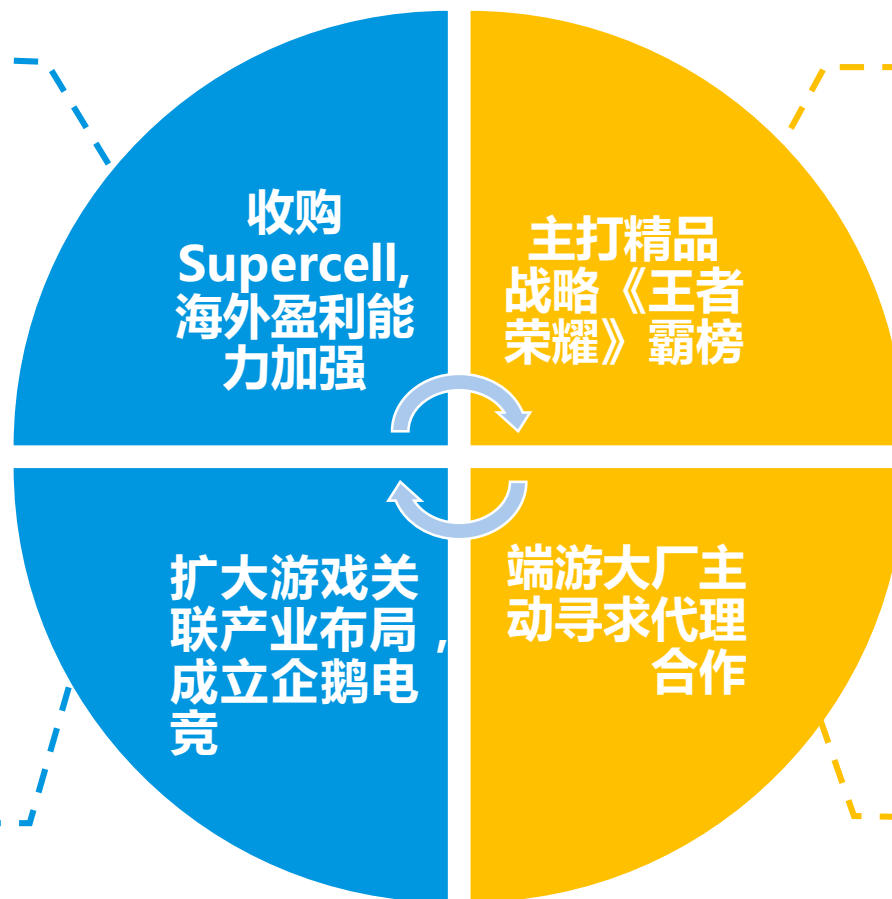 收购
Supercell,
海外盈利能
力加强
主打精品
战略《王者
荣耀》霸榜
扩大游戏关
联产业布局，
成立企鹅电
竞
端游大厂主
动寻求代理
合作